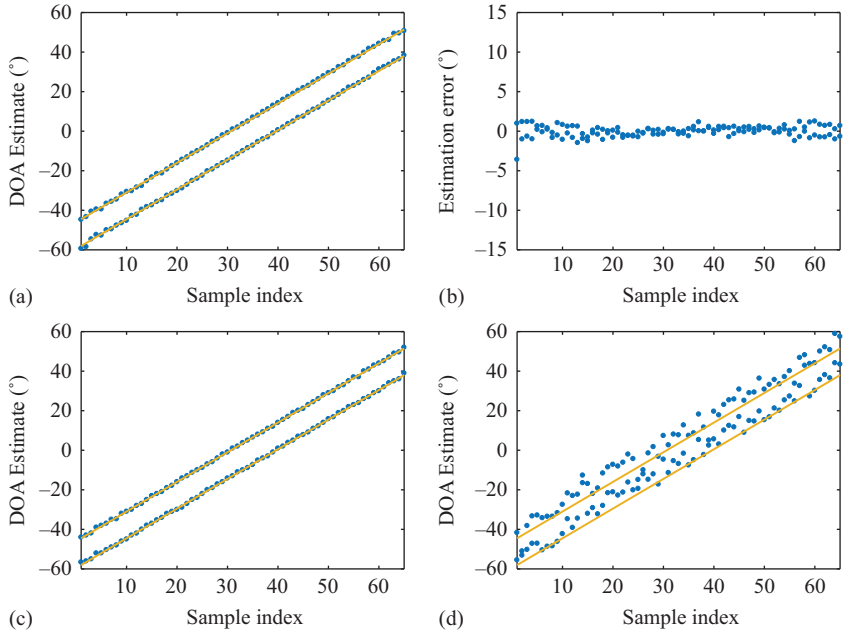 60
40
20
0
−20
−40
−60
DOA Estimate (°)
10 20 30 40 50 60
Sample index
(a)
15
10
5
0
−5
−10
−15
Estimation error (°)
10 20 30 40 50 60
Sample index
(b)
60
40
20
0
−20
−40
−60
DOA Estimate (°)
10 20 30 40 50 60
Sample index
(c)
60
40
20
0
−20
−40
−60
DOA Estimate (°)
10 20 30 40 50 60
Sample index
(d)